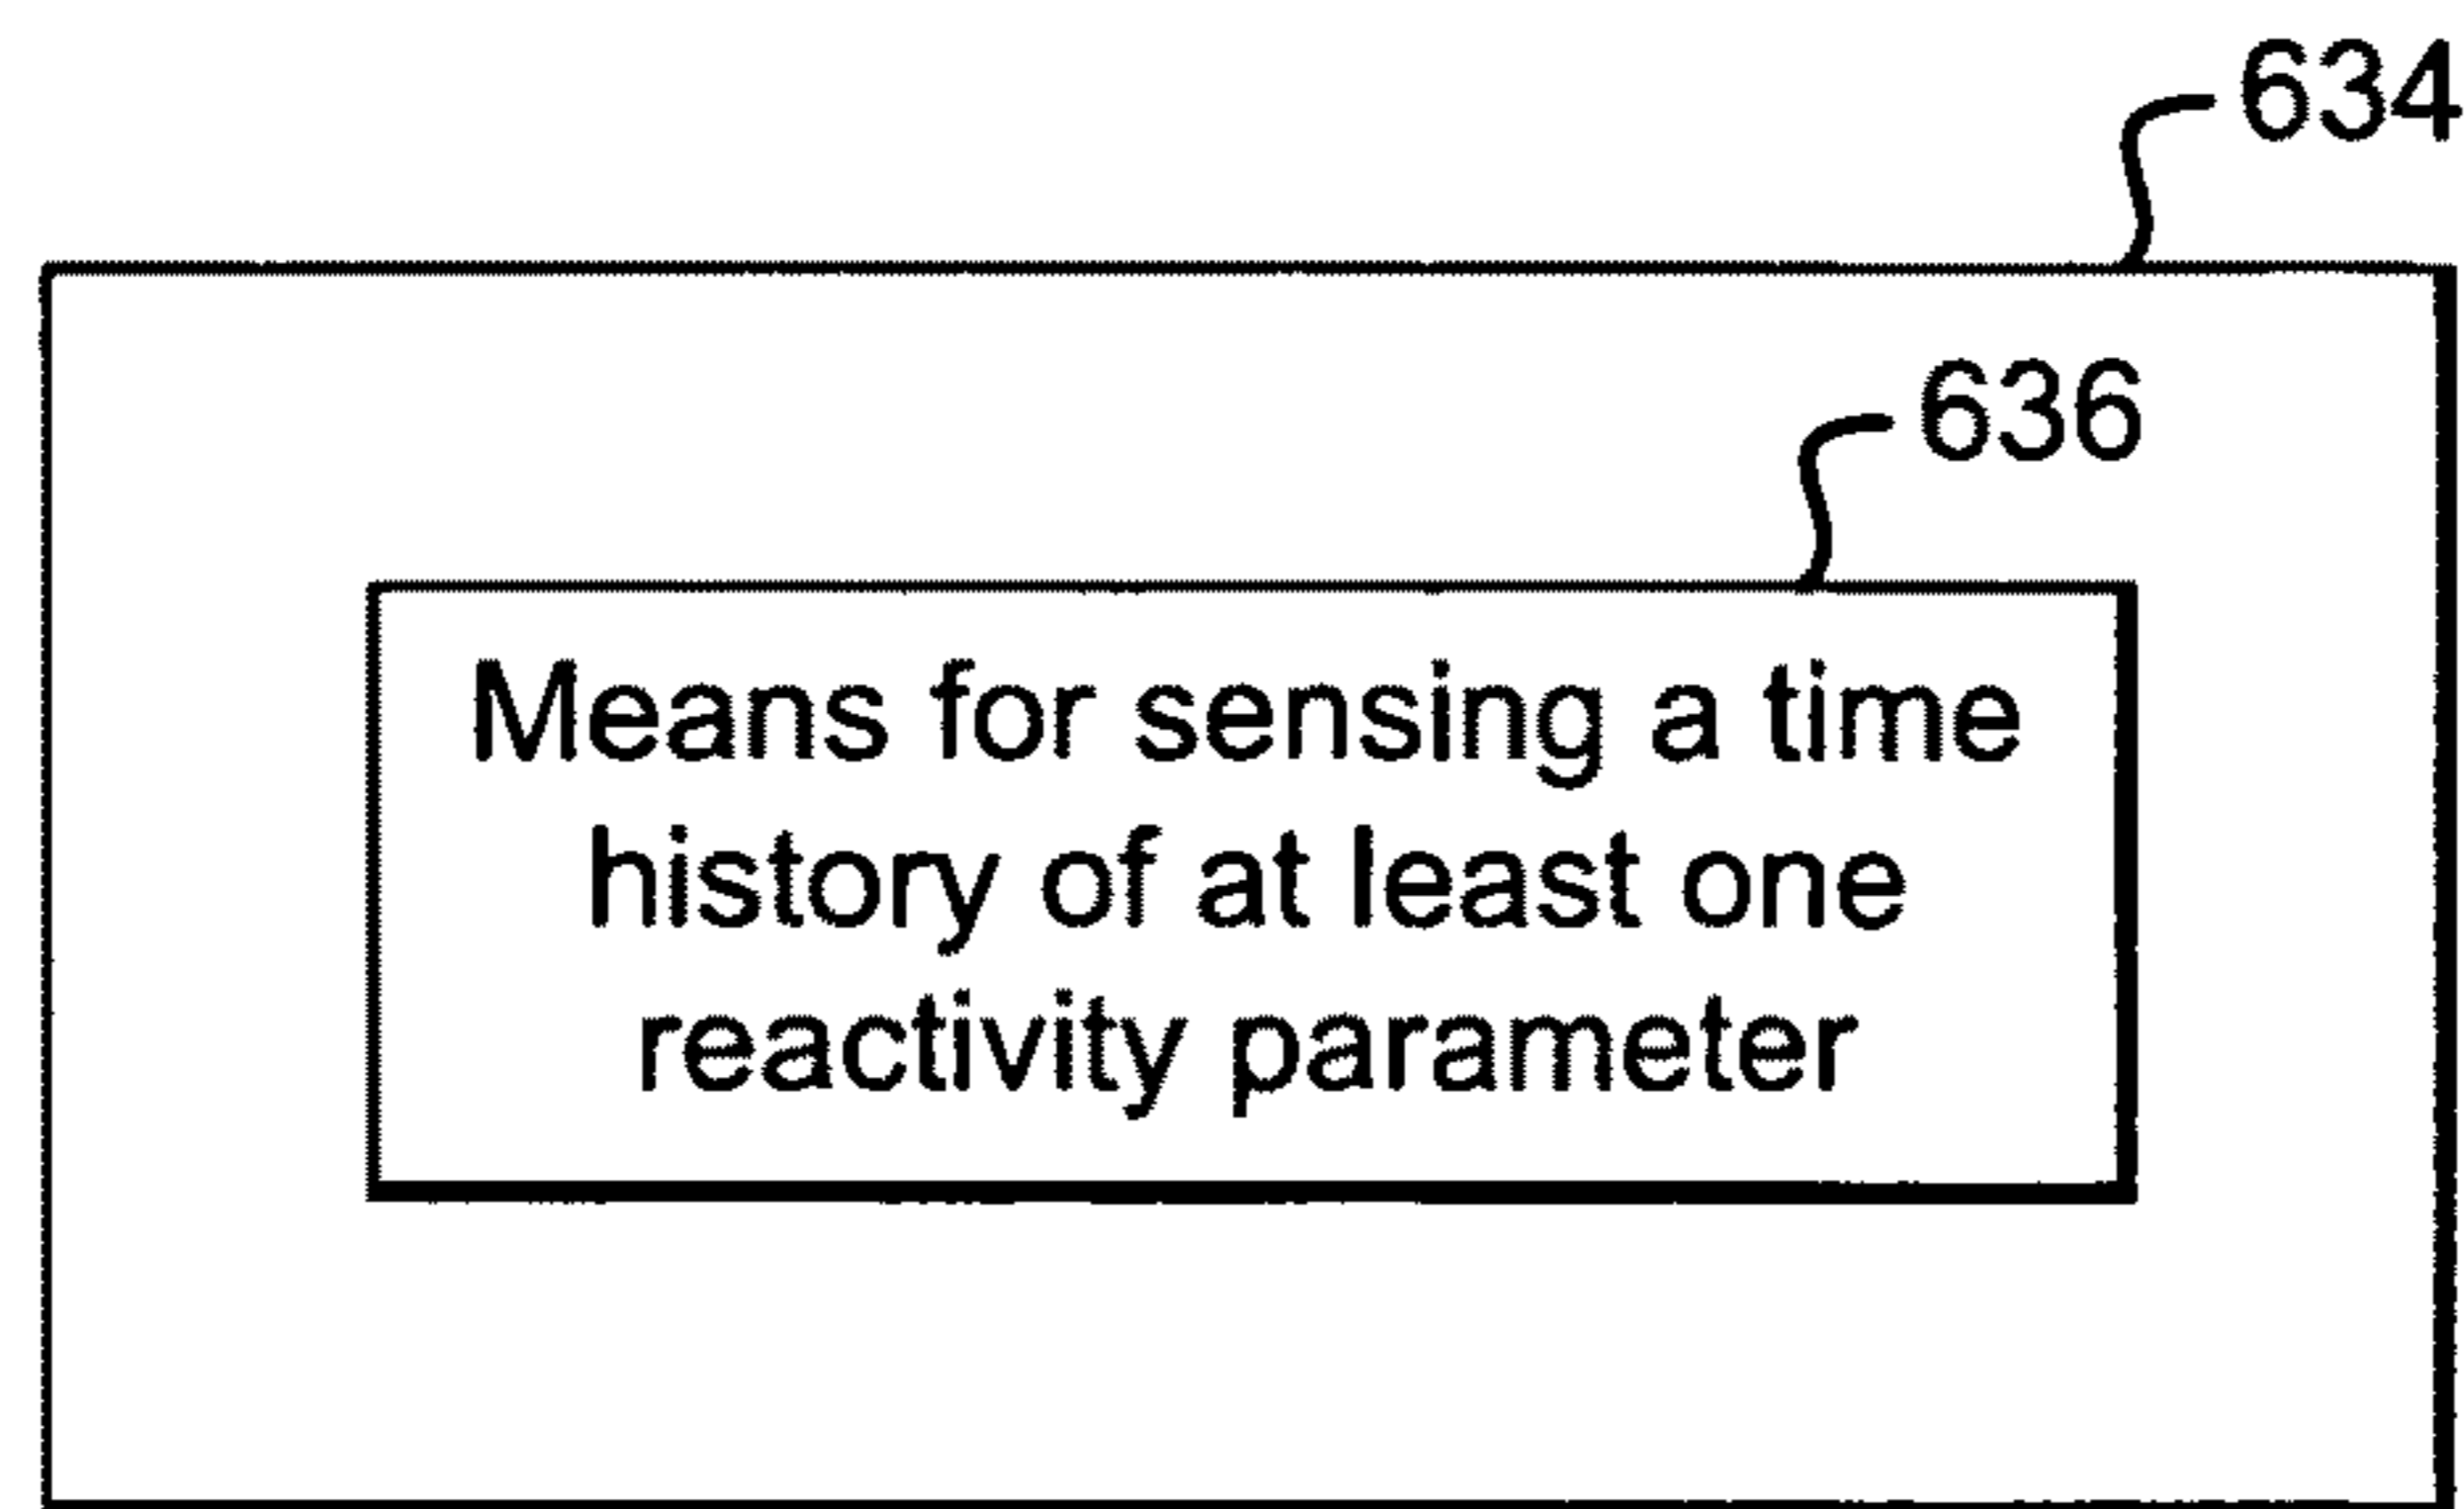 634
636
Means for sensing a time
history of at least one
reactivity parameter